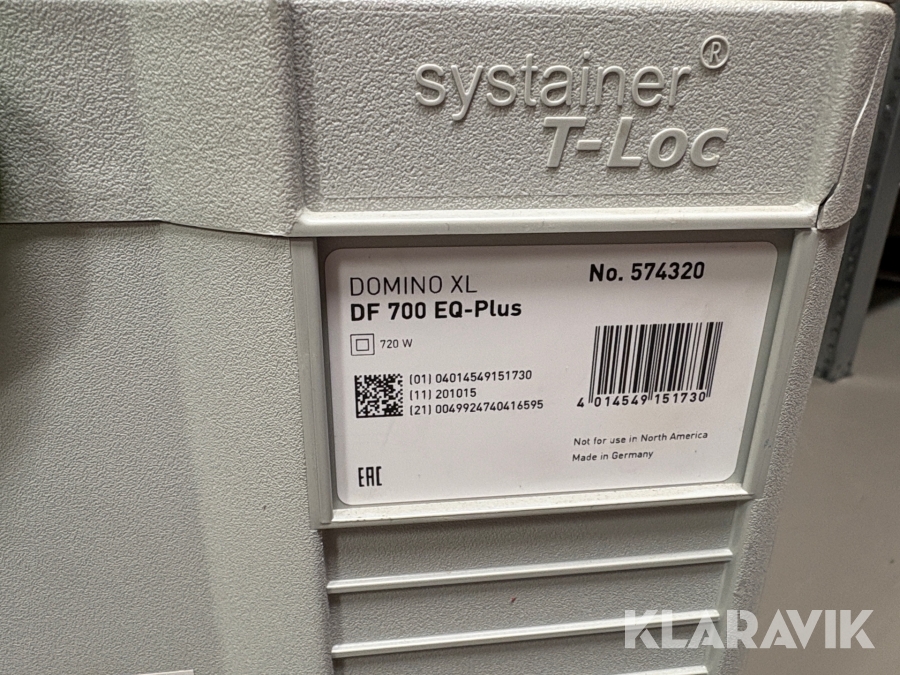 systainer®
T-Loc
DOMINO XL
DF 700 EQ-Plus
No. 574320
720 W
(01) 04014549151730
(11) 201015
(21) 0049924740416595
4 014549 151730
Not for use in North America
Made in Germany
EAC
KLARAVIK